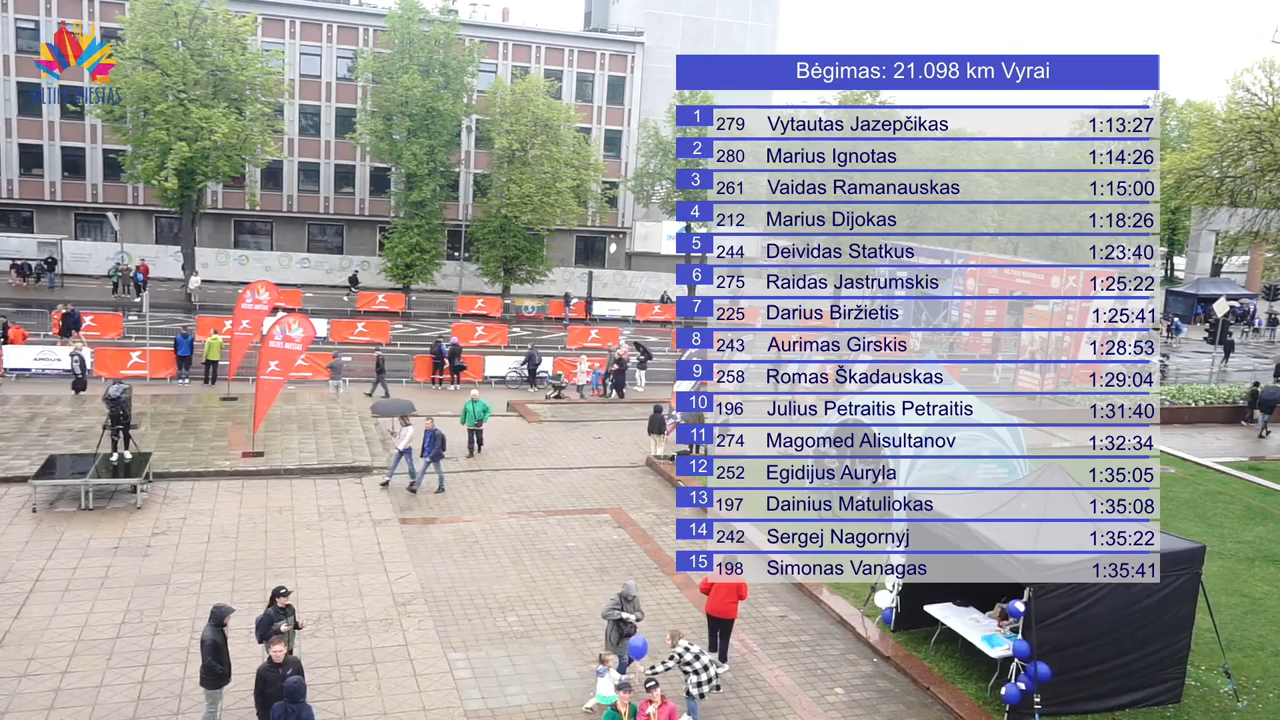 Bėgimas: 21.098 km Vyrai
1 279 Vytautas Jazepčikas 1:13:27
2 280 Marius Ignotas 1:14:26
3 261 Vaidas Ramanauskas 1:15:00
4 212 Marius Dijokas 1:18:26
5 244 Deividas Statkus 1:23:40
6 275 Raidas Jastrumskis 1:25:22
7 225 Darius Biržietis 1:25:41
8 243 Aurimas Girskis 1:28:53
9 258 Romas Škadauskas 1:29:04
10 196 Julius Petraitis Petraitis 1:31:40
11 274 Magomed Alisultanov 1:32:34
12 252 Egidijus Auryla 1:35:05
13 197 Dainius Matuliokas 1:35:08
14 242 Sergej Nagornyj 1:35:22
15 198 Simonas Vanagas 1:35:41